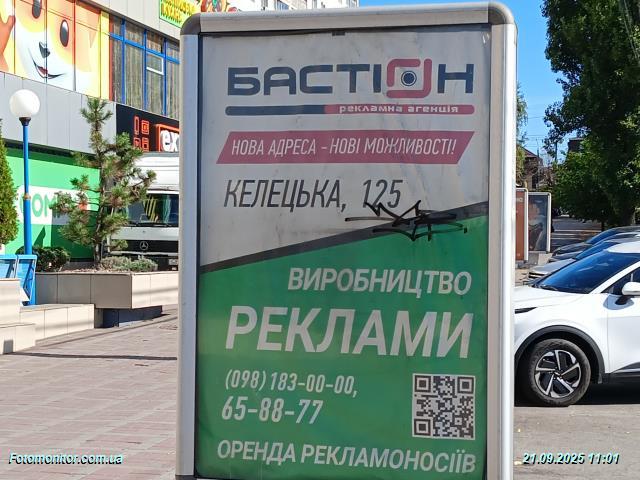 БАСТІОН
рекламна агенція
НОВА АДРЕСА - НОВІ МОЖЛИВОСТІ!
КЕЛЕЦЬКА, 125
ВИРОБНИЦТВО
РЕКЛАМИ
(098) 183-00-00,
65-88-77
ОРЕНДА РЕКЛАМОНОСІЇВ
Fotomonitor.com.ua
21.09.2025 11:01